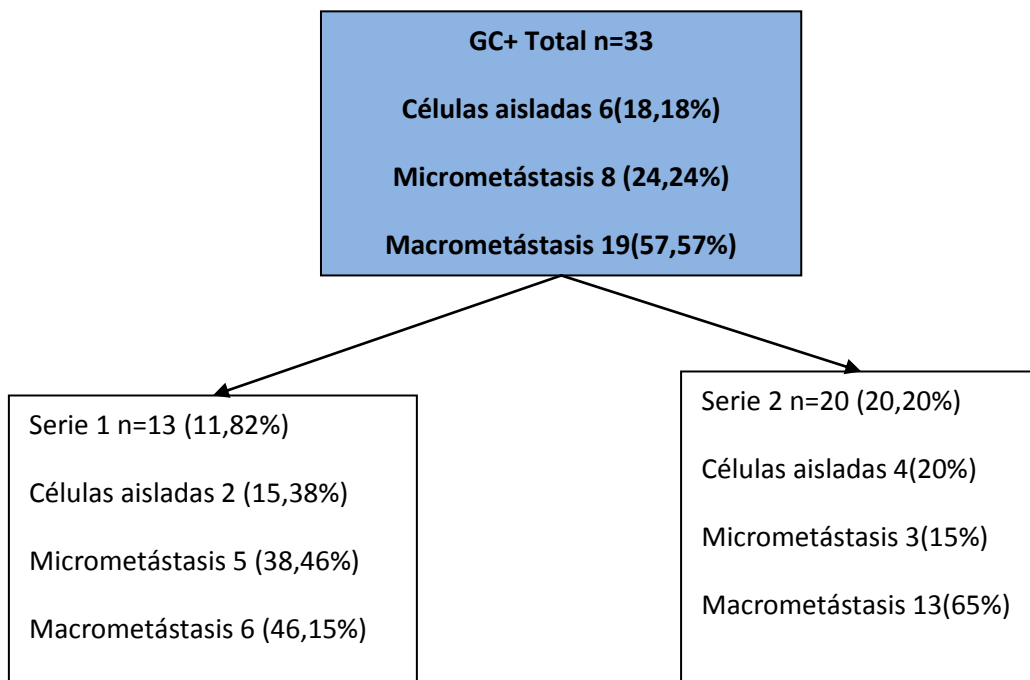 GC+ Total n=33
Células aisladas 6(18,18%)
Micrometástasis 8 (24,24%)
Macrometástasis 19(57,57%)
Serie 1 n=13 (11,82%)
Células aisladas 2 (15,38%)
Micrometástasis 5 (38,46%)
Macrometástasis 6 (46,15%)
Serie 2 n=20 (20,20%)
Células aisladas 4(20%)
Micrometástasis 3(15%)
Macrometástasis 13(65%)